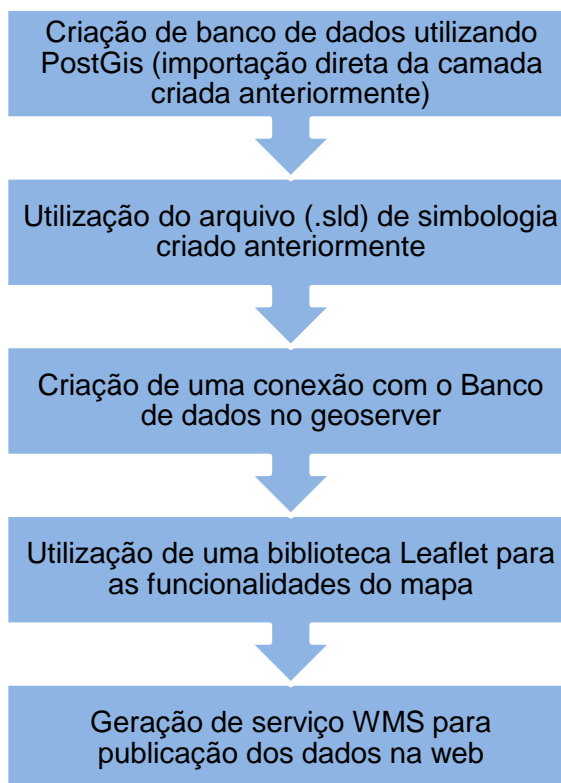 Criação de banco de dados utilizando
PostGis (importação direta da camada
criada anteriormente)
Utilização do arquivo (.sld) de simbologia
criado anteriormente
Criação de uma conexão com o Banco
de dados no geoserver
Utilização de uma biblioteca Leaflet para
as funcionalidades do mapa
Geração de serviço WMS para
publicação dos dados na web